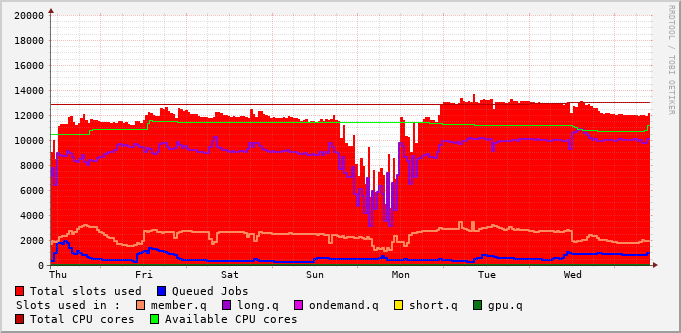 RRDTOOL / TOBI OETIKER
20000
18000
16000
14000
12000
10000
8000
6000
4000
2000
0
Thu Fri Sat Sun Mon Tue Wed
Total slots used Queued Jobs
Slots used in : member.q long.q ondemand.q short.q gpu.q
Total CPU cores Available CPU cores